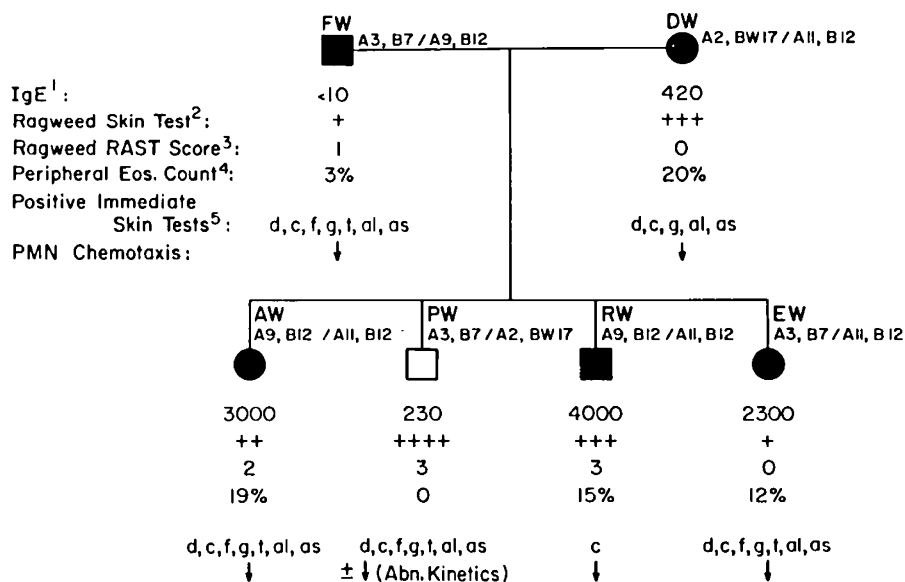 FW
A3, B7 / A9, B12
DW
A2, BW17 / A11, B12
IgE¹: <10 420
Ragweed Skin Test²: + +++
Ragweed RAST Score³: 1 0
Peripheral Eos. Count⁴: 3% 20%
Positive Immediate
Skin Tests⁵: d, c, f, g, t, al, as d, c, g, al, as
PMN Chemotaxis: ↓ ↓
AW PW RW EW
A9, B12 / A11, B12 A3, B7 / A2, BW17 A9, B12 / A11, B12 A3, B7 / A11, B12
3000 230 4000 2300
++ ++++ +++ +
2 3 3 0
19% 0 15% 12%
d, c, f, g, t, al, as d, c, f, g, t, al, as c d, c, f, g, t, al, as
↓ ± ↓ (Abn. Kinetics) ↓ ↓